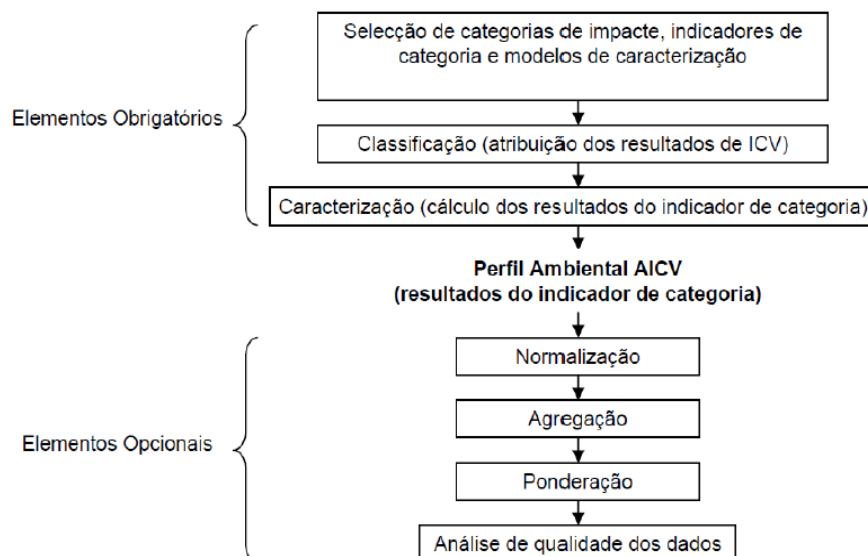 Selecção de categorias de impacte, indicadores de
categoria e modelos de caracterização
Elementos Obrigatórios
Classificação (atribuição dos resultados de ICV)
Caracterização (cálculo dos resultados do indicador de categoria)
Perfil Ambiental AICV
(resultados do indicador de categoria)
Normalização
Agregação
Elementos Opcionais
Ponderação
Análise de qualidade dos dados